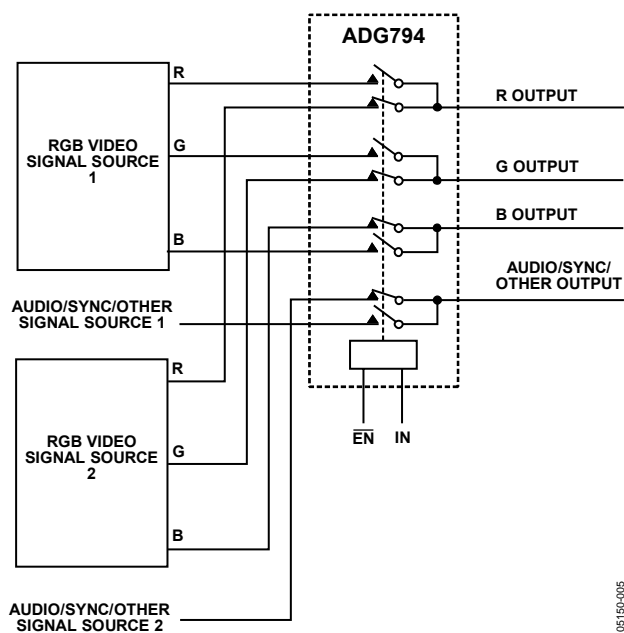 ADG794
R
R OUTPUT
RGB VIDEO
SIGNAL SOURCE
1
G
G OUTPUT
B OUTPUT
B
AUDIO/SYNC/
OTHER OUTPUT
AUDIO/SYNC/OTHER
SIGNAL SOURCE 1
R
EN IN
RGB VIDEO
SIGNAL SOURCE
2
G
B
AUDIO/SYNC/OTHER
SIGNAL SOURCE 2
05150-005